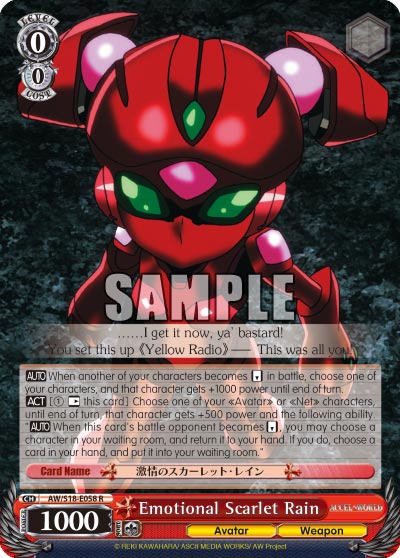 LEVEL
0
0
COST
SAMPLE
……I get it now, ya' bastard!
You set this up 《Yellow Radio》── This was all you.
AUTO When another of your characters becomes in battle, choose one of
your characters, and that character gets +1000 power until end of turn.
ACT [① this card] Choose one of your «Avatar» or «Net» characters,
until end of turn, that character gets +500 power and the following ability.
"AUTO When this card's battle opponent becomes , you may choose a
character in your waiting room, and return it to your hand. If you do, choose a
card in your hand, and put it in your waiting room."
Card Name 激情のスカーレット・レイン
CH AW/S18-E058 R Emotional Scarlet Rain ACCEL WORLD
POWER 1000 SOUL Avatar Weapon
© REKI KAWAHARA/ ASCII MEDIA WORKS/ AW Project